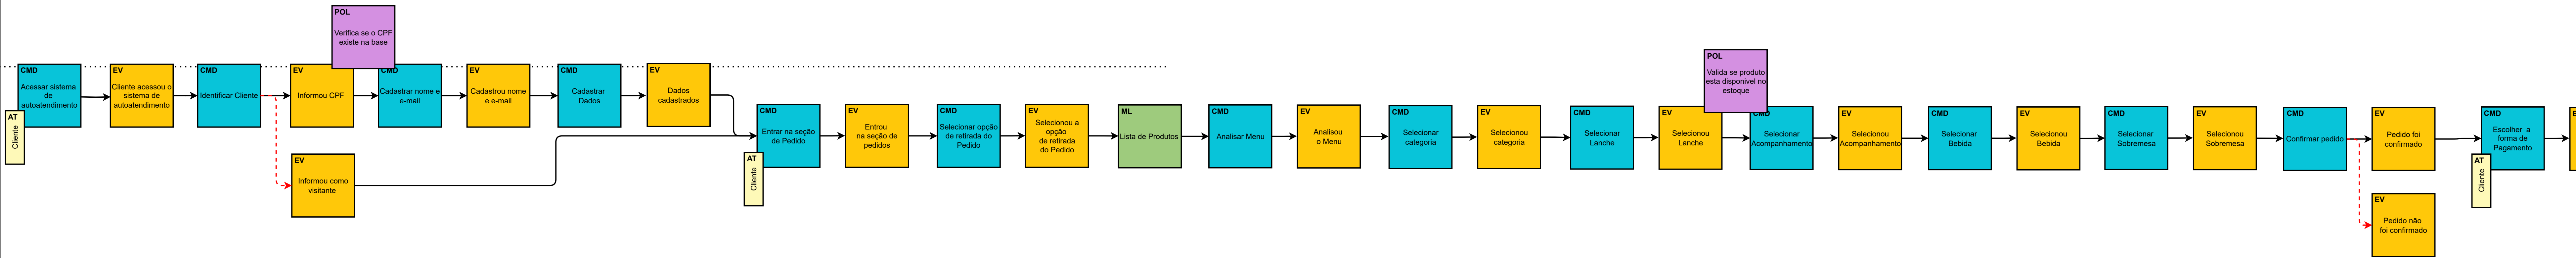 POL
Verifica se o CPF
existe na base
CMD
Acessar sistema
de
autoatendimento
AT
Cliente
EV
Cliente acessou o
sistema de
autoatendimento
CMD
Identificar Cliente
EV
Informou CPF
CMD
Cadastrar nome e
e-mail
EV
Cadastrou nome
e e-mail
CMD
Cadastrar
Dados
EV
Dados
cadastrados
EV
Informou como
visitante
CMD
Entrar na seção
de Pedido
AT
Cliente
EV
Entrou
na seção de
pedidos
CMD
Selecionar opção
de retirada do
Pedido
EV
Selecionou a
opção
de retirada
do Pedido
ML
Lista de Produtos
CMD
Analisar Menu
EV
Analisou
o Menu
CMD
Selecionar
categoria
EV
Selecionou
categoria
CMD
Selecionar
Lanche
EV
Selecionou
Lanche
POL
Valida se produto
esta disponivel no
estoque
CMD
Selecionar
Acompanhamento
EV
Selecionou
Acompanhamento
CMD
Selecionar
Bebida
EV
Selecionou
Bebida
CMD
Selecionar
Sobremesa
EV
Selecionou
Sobremesa
CMD
Confirmar pedido
EV
Pedido foi
confirmado
EV
Pedido não
foi confirmado
CMD
Escolher a
forma de
Pagamento
AT
Cliente